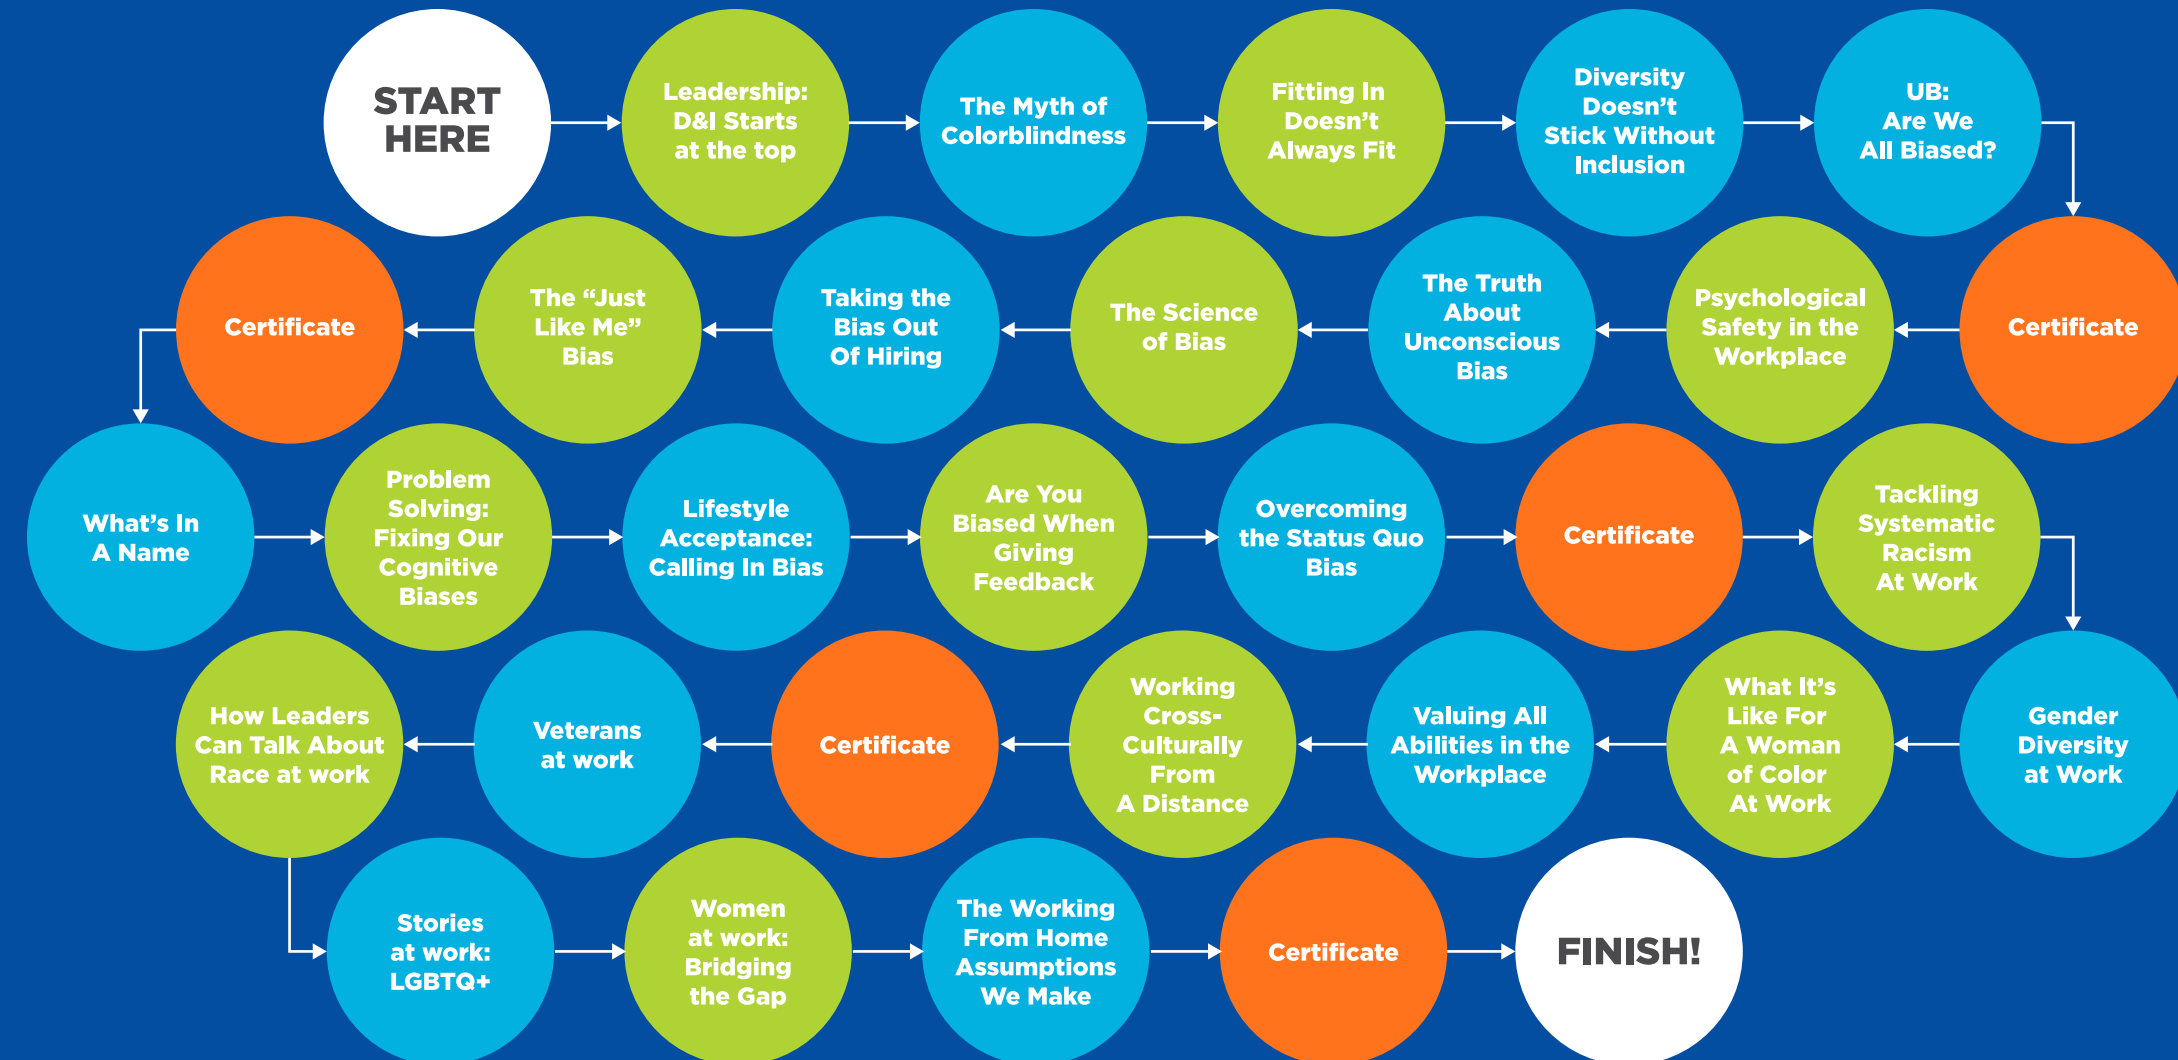 START
HERE
Leadership:
D&I Starts
at the top
The Myth of
Colorblindness
Fitting In
Doesn't
Always Fit
Diversity
Doesn't
Stick Without
Inclusion
UB:
Are We
All Biased?
Certificate
Psychological
Safety in the
Workplace
The Truth
About
Unconscious
Bias
The Science
of Bias
Taking the
Bias Out
Of Hiring
The “Just
Like Me”
Bias
Certificate
What's In
A Name
Problem
Solving:
Fixing Our
Cognitive
Biases
Lifestyle
Acceptance:
Calling In Bias
Are You
Biased When
Giving
Feedback
Overcoming
the Status Quo
Bias
Certificate
Tackling
Systematic
Racism
At Work
Gender
Diversity
at Work
What It's
Like For
A Woman
of Color
At Work
Valuing All
Abilities in the
Workplace
Working
Cross-
Culturally
From
A Distance
Certificate
Veterans
at work
How Leaders
Can Talk About
Race at work
Stories
at work:
LGBTQ+
Women
at work:
Bridging
the Gap
The Working
From Home
Assumptions
We Make
Certificate
FINISH!